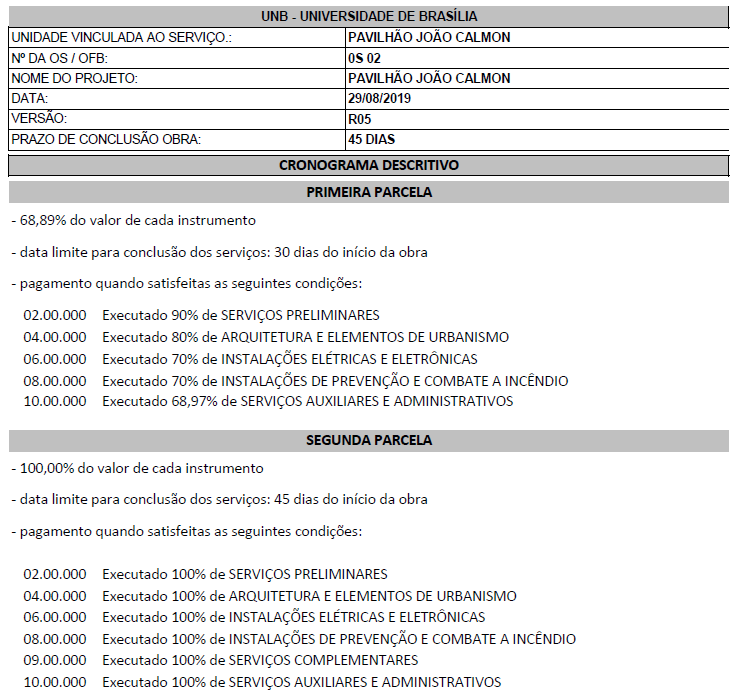 UNB - UNIVERSIDADE DE BRASÍLIA
UNIDADE VINCULADA AO SERVIÇO.: PAVILHÃO JOÃO CALMON
Nº DA OS / OFB: 0S 02
NOME DO PROJETO: PAVILHÃO JOÃO CALMON
DATA: 29/08/2019
VERSÃO: R05
PRAZO DE CONCLUSÃO OBRA: 45 DIAS
CRONOGRAMA DESCRITIVO
PRIMEIRA PARCELA
- 68,89% do valor de cada instrumento
- data limite para conclusão dos serviços: 30 dias do início da obra
- pagamento quando satisfeitas as seguintes condições:
02.00.000 Executado 90% de SERVIÇOS PRELIMINARES
04.00.000 Executado 80% de ARQUITETURA E ELEMENTOS DE URBANISMO
06.00.000 Executado 70% de INSTALAÇÕES ELÉTRICAS E ELETRÔNICAS
08.00.000 Executado 70% de INSTALAÇÕES DE PREVENÇÃO E COMBATE A INCÊNDIO
10.00.000 Executado 68,97% de SERVIÇOS AUXILIARES E ADMINISTRATIVOS
SEGUNDA PARCELA
- 100,00% do valor de cada instrumento
- data limite para conclusão dos serviços: 45 dias do início da obra
- pagamento quando satisfeitas as seguintes condições:
02.00.000 Executado 100% de SERVIÇOS PRELIMINARES
04.00.000 Executado 100% de ARQUITETURA E ELEMENTOS DE URBANISMO
06.00.000 Executado 100% de INSTALAÇÕES ELÉTRICAS E ELETRÔNICAS
08.00.000 Executado 100% de INSTALAÇÕES DE PREVENÇÃO E COMBATE A INCÊNDIO
09.00.000 Executado 100% de SERVIÇOS COMPLEMENTARES
10.00.000 Executado 100% de SERVIÇOS AUXILIARES E ADMINISTRATIVOS